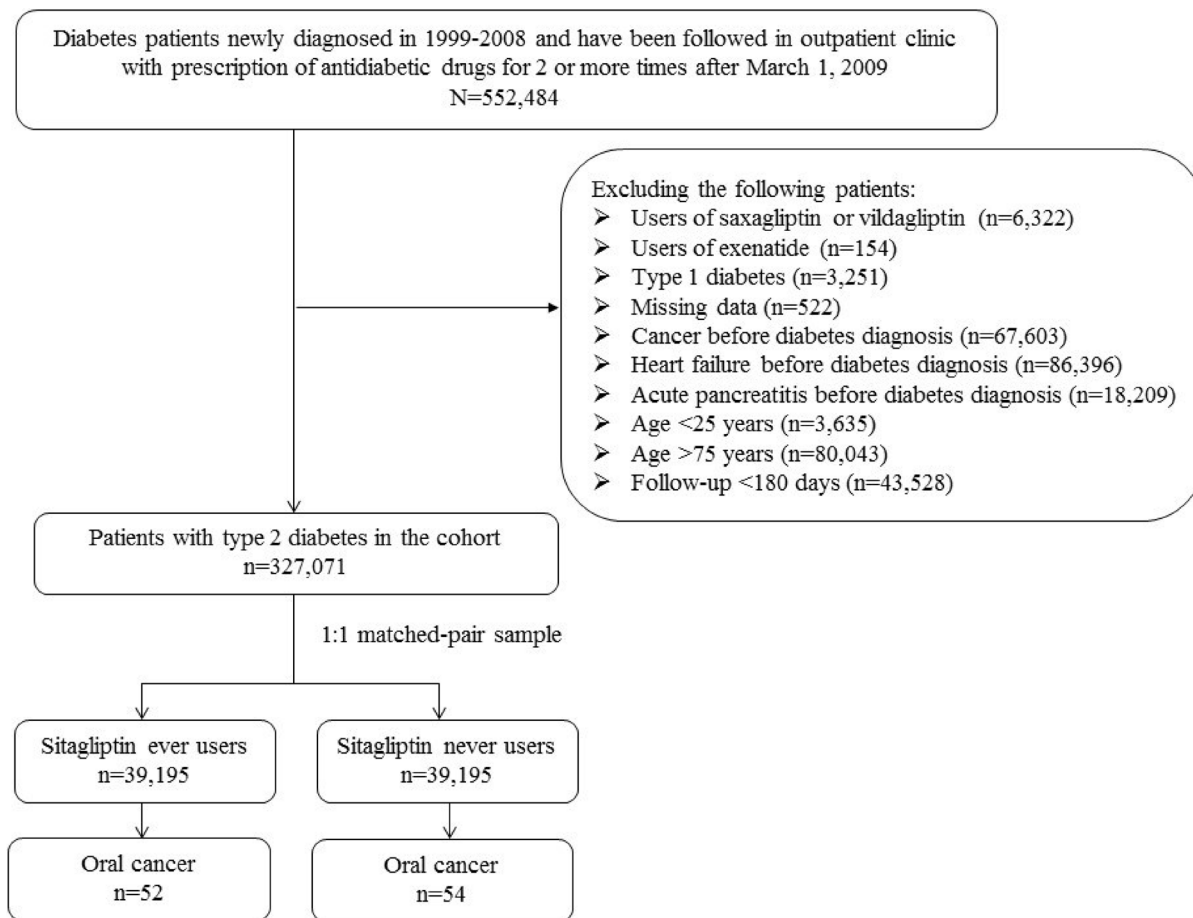 Diabetes patients newly diagnosed in 1999-2008 and have been followed in outpatient clinic
with prescription of antidiabetic drugs for 2 or more times after March 1, 2009
N=552,484
Excluding the following patients:
➢ Users of saxagliptin or vildagliptin (n=6,322)
➢ Users of exenatide (n=154)
➢ Type 1 diabetes (n=3,251)
➢ Missing data (n=522)
➢ Cancer before diabetes diagnosis (n=67,603)
➢ Heart failure before diabetes diagnosis (n=86,396)
➢ Acute pancreatitis before diabetes diagnosis (n=18,209)
➢ Age <25 years (n=3,635)
➢ Age >75 years (n=80,043)
➢ Follow-up <180 days (n=43,528)
Patients with type 2 diabetes in the cohort
n=327,071
1:1 matched-pair sample
Sitagliptin ever users
n=39,195
Sitagliptin never users
n=39,195
Oral cancer
n=52
Oral cancer
n=54